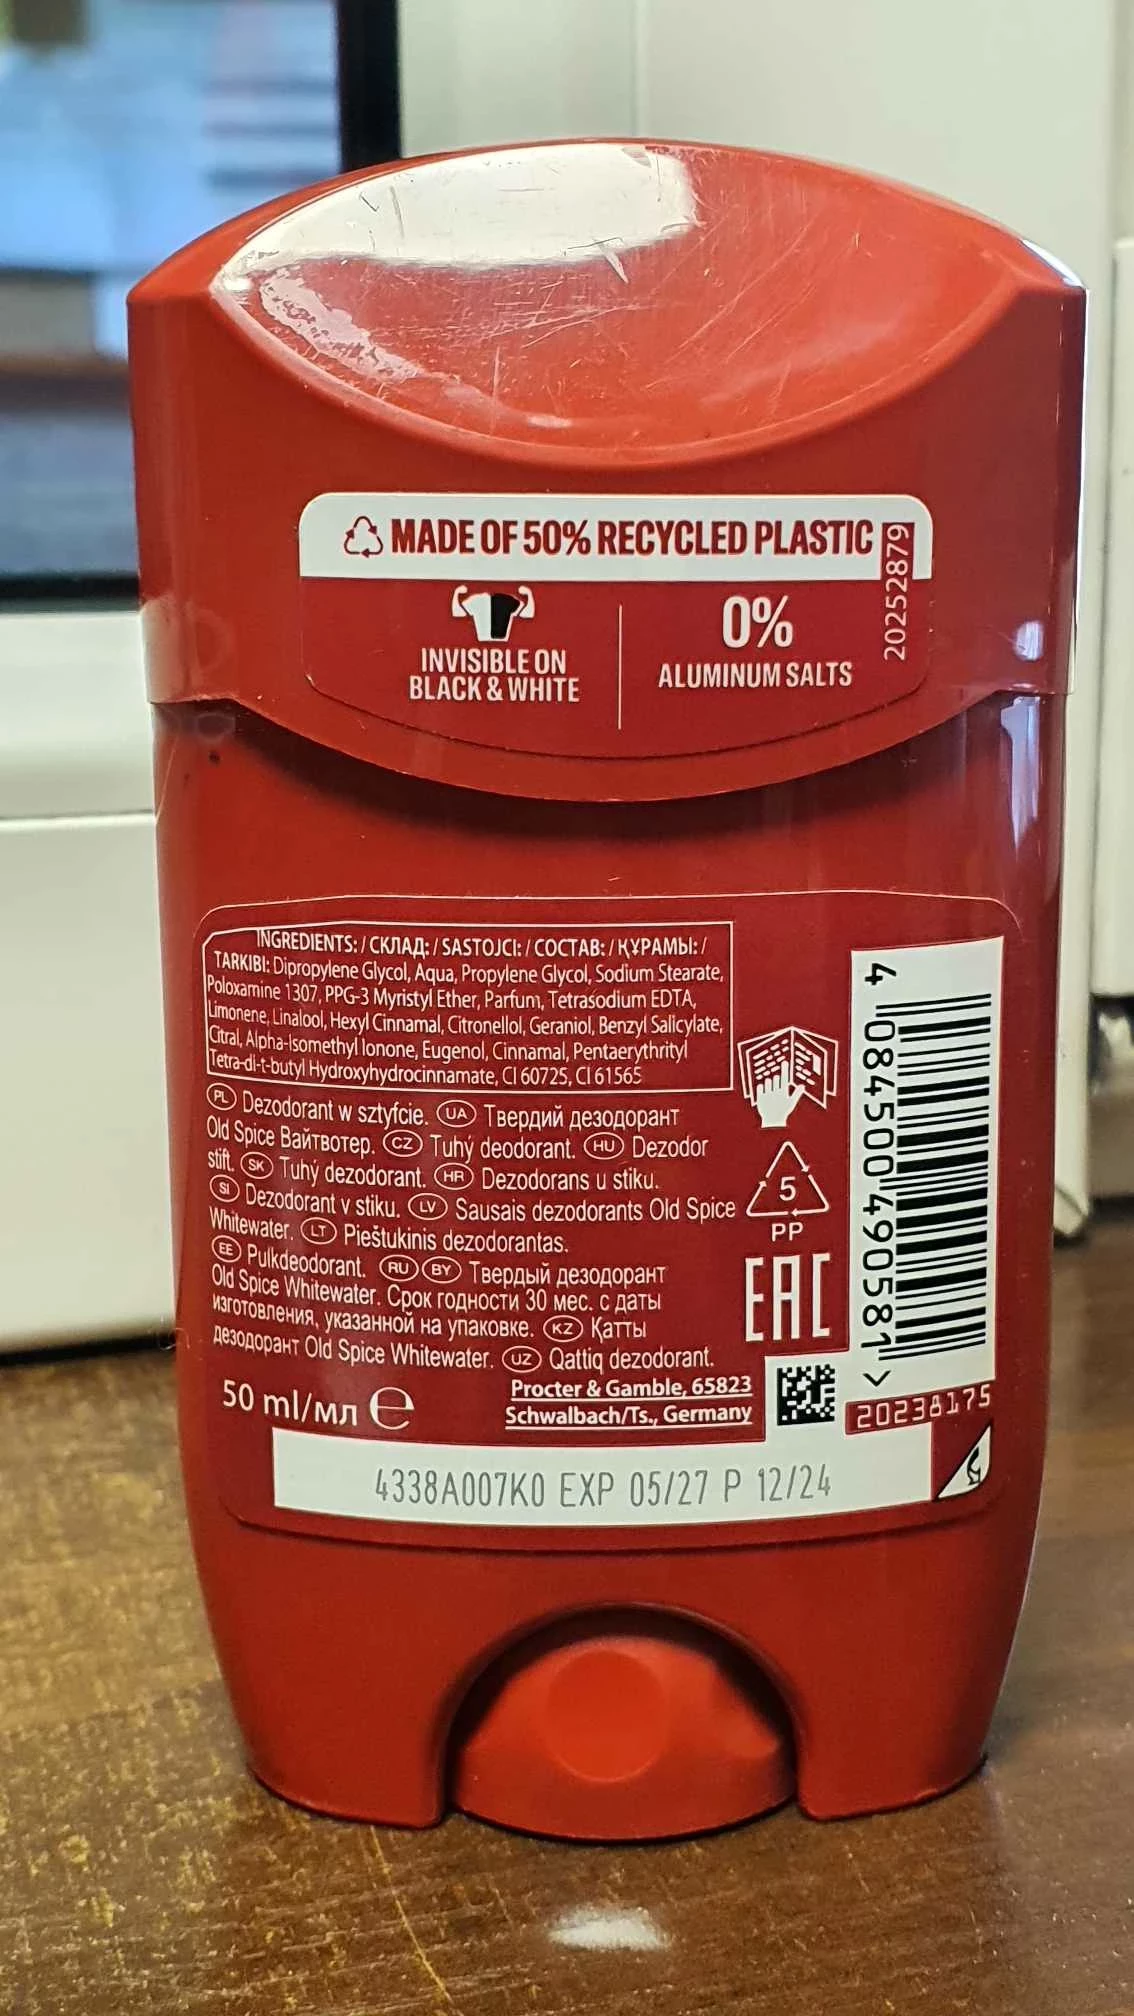 MADE OF 50% RECYCLED PLASTIC
20252879
INVISIBLE ON
BLACK & WHITE
0%
ALUMINUM SALTS
INGREDIENTS: / СКЛАД: / SASTOJCI: / СОСТАВ: / ҚҰРАМЫ: /
TARKIBI: Dipropylene Glycol, Aqua, Propylene Glycol, Sodium Stearate,
Poloxamine 1307, PPG-3 Myristyl Ether, Parfum, Tetrasodium EDTA,
Limonene, Linalool, Hexyl Cinnamal, Citronellol, Geraniol, Benzyl Salicylate,
Citral, Alpha-Isomethyl Ionone, Eugenol, Cinnamal, Pentaerythrityl
Tetra-di-t-butyl Hydroxyhydrocinnamate, CI 60725, CI 61565
PL Dezodorant w sztyfcie. UA Твердий дезодорант
Old Spice Вайтвотер. CZ Tuhý deodorant. HU Dezodor
stift. SK Tuhý dezodorant. HR Dezodorans u stiku.
SI Dezodorant v stiku. LV Sausais dezodorants Old Spice
Whitewater. LT Pieštukinis dezodorantas.
EE Pulkdeodorant. RU BY Твердый дезодорант
Old Spice Whitewater. Срок годности 30 мес. с даты
изготовления, указанной на упаковке. KZ Қатты
дезодорант Old Spice Whitewater. UZ Qattiq dezodorant.
5
PP
EAC
4 084500 490581 >
50 ml/мл e
Procter & Gamble, 65823
Schwalbach/Ts., Germany
20238175
4338A007K0 EXP 05/27 P 12/24